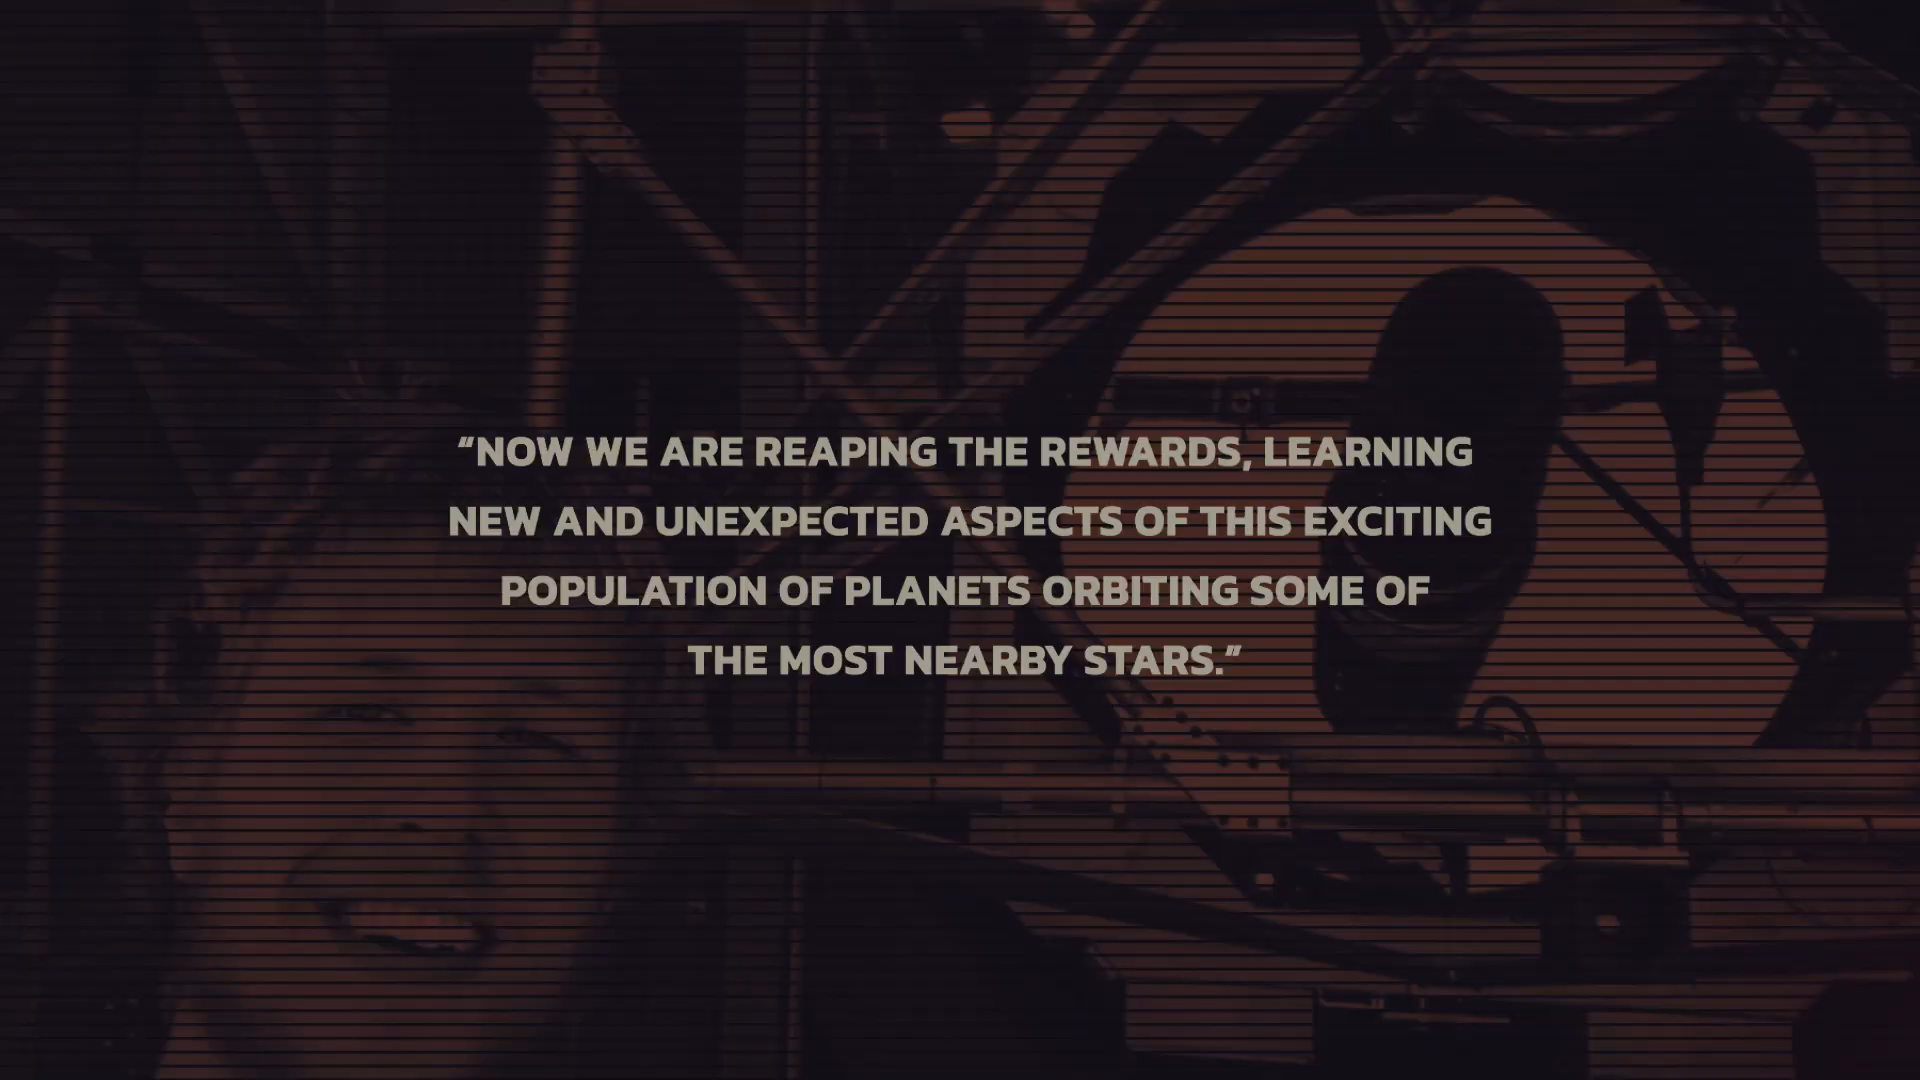 “NOW WE ARE REAPING THE REWARDS, LEARNING
NEW AND UNEXPECTED ASPECTS OF THIS EXCITING
POPULATION OF PLANETS ORBITING SOME OF
THE MOST NEARBY STARS.”